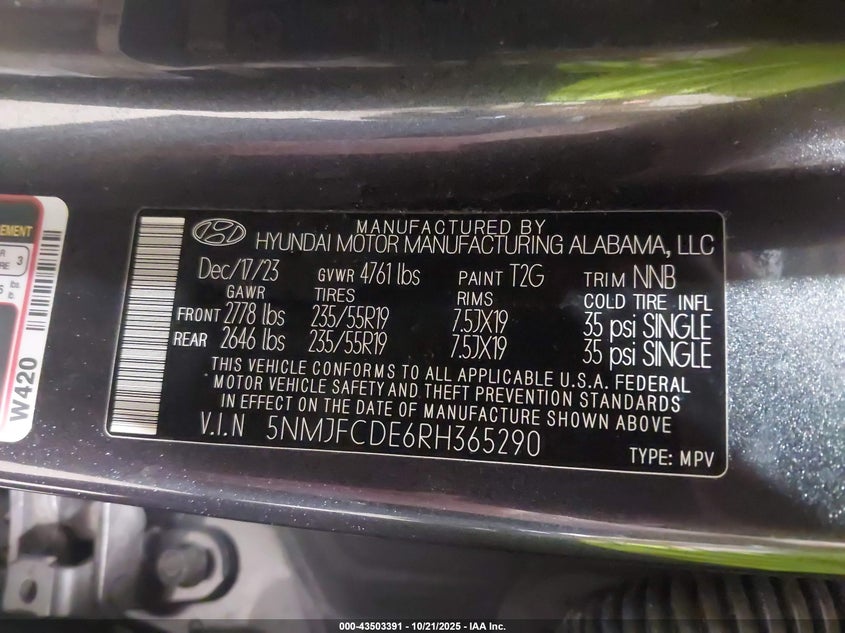 EMENT
3
W420
MANUFACTURED BY
HYUNDAI MOTOR MANUFACTURING ALABAMA, LLC
Dec/17/23 GVWR 4761 lbs PAINT T2G TRIM NNB
GAWR TIRES RIMS COLD TIRE INFL
FRONT 2778 lbs 235/55R19 7.5JX19 35 psi SINGLE
REAR 2646 lbs 235/55R19 7.5JX19 35 psi SINGLE
THIS VEHICLE CONFORMS TO ALL APPLICABLE U.S.A. FEDERAL
MOTOR VEHICLE SAFETY AND THEFT PREVENTION STANDARDS
IN EFFECT ON THE DATE OF MANUFACTURE SHOWN ABOVE
V.I.N 5NMJFCDE6RH365290
TYPE: MPV
000-43503391 - 10/21/2025 - IAA Inc.